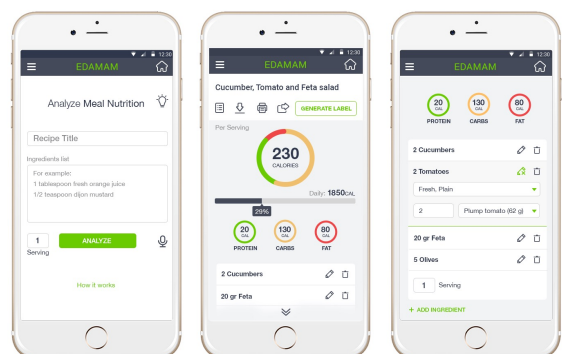 12:30
EDAMAM
Analyze Meal Nutrition
Recipe Title
Ingredients list
For example:
1 tablespoon fresh orange juice
1/2 teaspoon dijon mustard
1 ANALYZE
Serving
How it works
12:30
EDAMAM
Cucumber, Tomato and Feta salad
GENERATE LABEL
Per Serving
230
CALORIES
Daily: 1850CAL
29%
20 130 80
CAL CAL CAL
PROTEIN CARBS FAT
2 Cucumbers
20 gr Feta
12:30
EDAMAM
20 130 80
CAL CAL CAL
PROTEIN CARBS FAT
2 Cucumbers
2 Tomatoes
Fresh, Plain
2 Plump tomato (62 g)
20 gr Feta
5 Olives
1 Serving
+ ADD INGREDIENT